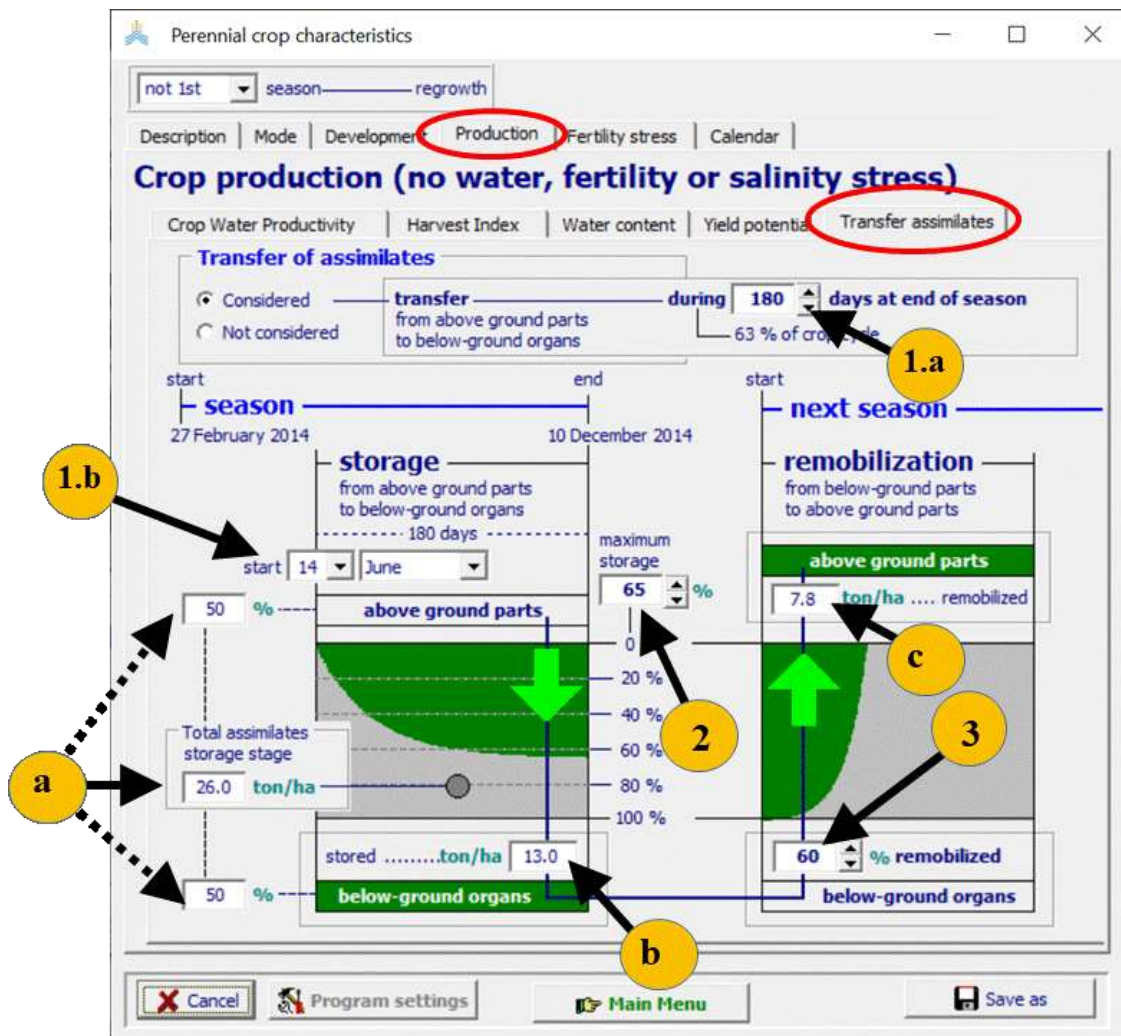 Perennial crop characteristics
not 1st season regrowth
Description Mode Development Production Fertility stress Calendar
Crop production (no water, fertility or salinity stress)
Crop Water Productivity Harvest Index Water content Yield potential Transfer assimilates
Transfer of assimilates
Considered transfer during 180 days at end of season
from above ground parts
Not considered to below-ground organs 63 % of crop cycle
1.a
start end start
season next season
27 February 2014 10 December 2014
1.b
storage remobilization
from above ground parts from below-ground parts
to below-ground organs to above ground parts
180 days
maximum
storage
start 14 June above ground parts
65 %
50 % above ground parts 7.8 ton/ha .... remobilized
0
c
20 %
2
40 %
3
Total assimilates
storage stage
60 %
a
26.0 ton/ha 80 %
100 %
stored .........ton/ha 13.0 60 % remobilized
50 % below-ground organs below-ground organs
b
Cancel Program settings Main Menu Save as